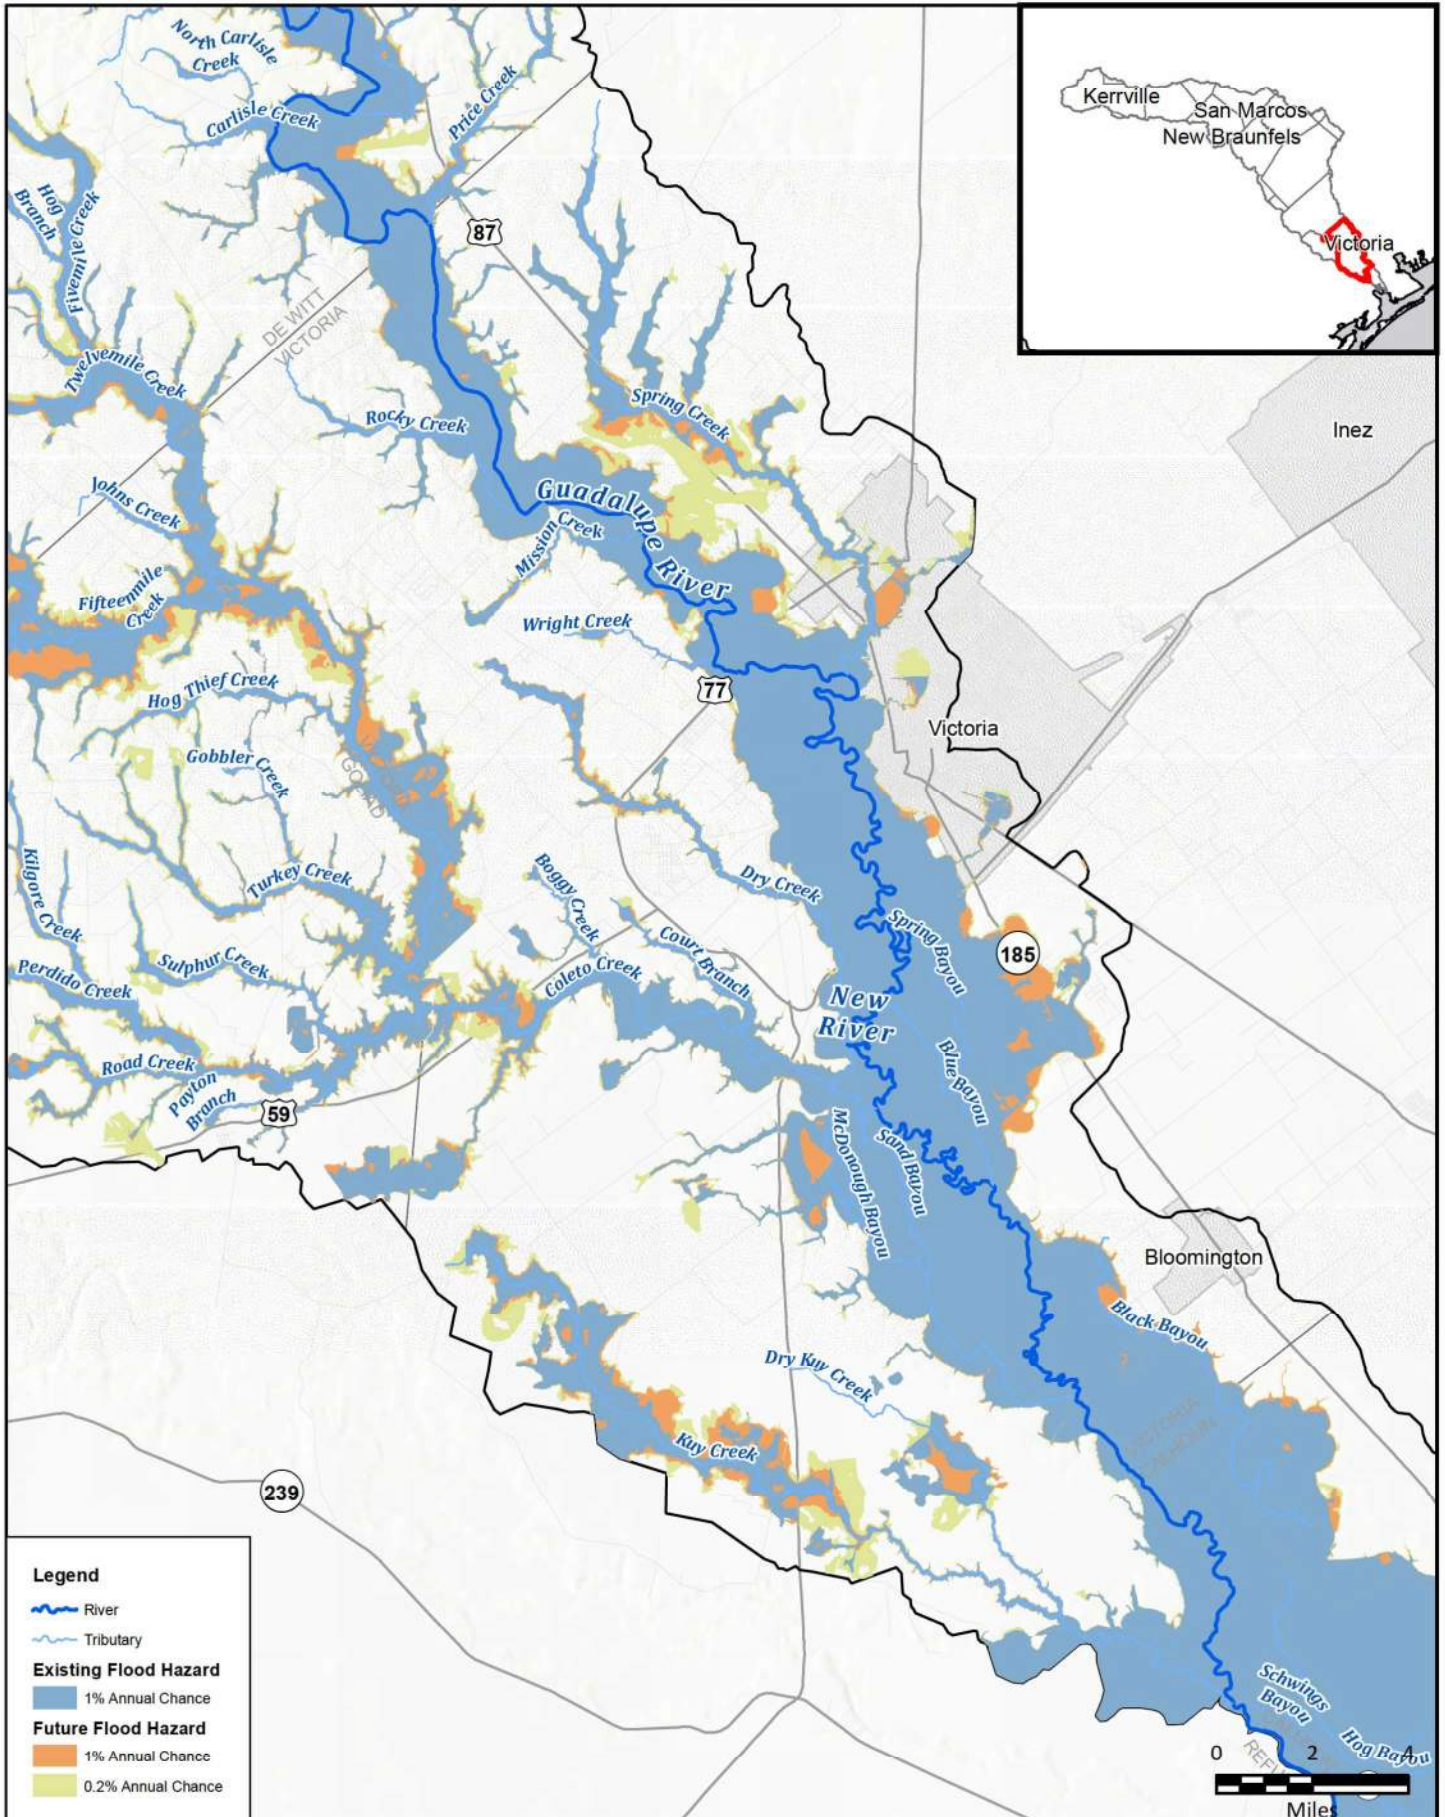 North Carlisle
Creek
Carlisle Creek
Price Creek
Hog
Branch
Fivemile Creek
87
DE WITT
VICTORIA
Twelvemile Creek
Rocky Creek
Spring Creek
Kerrville
San Marcos
New Braunfels
Victoria
Inez
Johns Creek
Guadalupe River
Mission Creek
Fifteenmile
Creek
Wright Creek
Hog Thief Creek
77
Victoria
Gobbler Creek
GOLIAD
Kilgore Creek
Turkey Creek
Boggy Creek
Dry Creek
Court Branch
Spring Bayou
185
Perdido Creek
Sulphur Creek
Coleto Creek
New
River
Road Creek
Payton
Branch
59
Blue Bayou
McDonough Bayou
Sand Bayou
Bloomington
Black Bayou
Dry Kuy Creek
Kuy Creek
VICTORIA
CALHOUN
239
Schwings
Bayou
Hog Bayou
Legend
River
Tributary
Existing Flood Hazard
1% Annual Chance
Future Flood Hazard
1% Annual Chance
0.2% Annual Chance
0 2 4
Miles